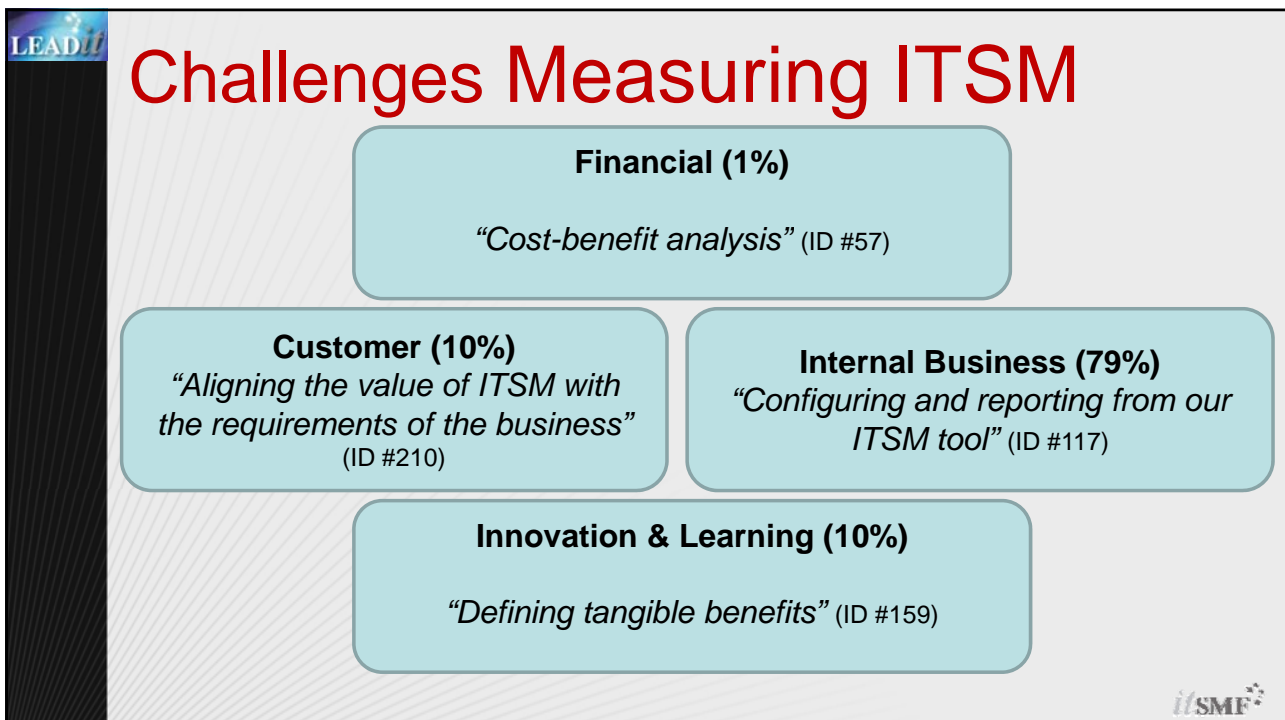 LEADit
Challenges Measuring ITSM
Financial (1%)
“Cost-benefit analysis” (ID #57)
Customer (10%)
“Aligning the value of ITSM with
the requirements of the business”
(ID #210)
Internal Business (79%)
“Configuring and reporting from our
ITSM tool” (ID #117)
Innovation & Learning (10%)
“Defining tangible benefits” (ID #159)
itSMF